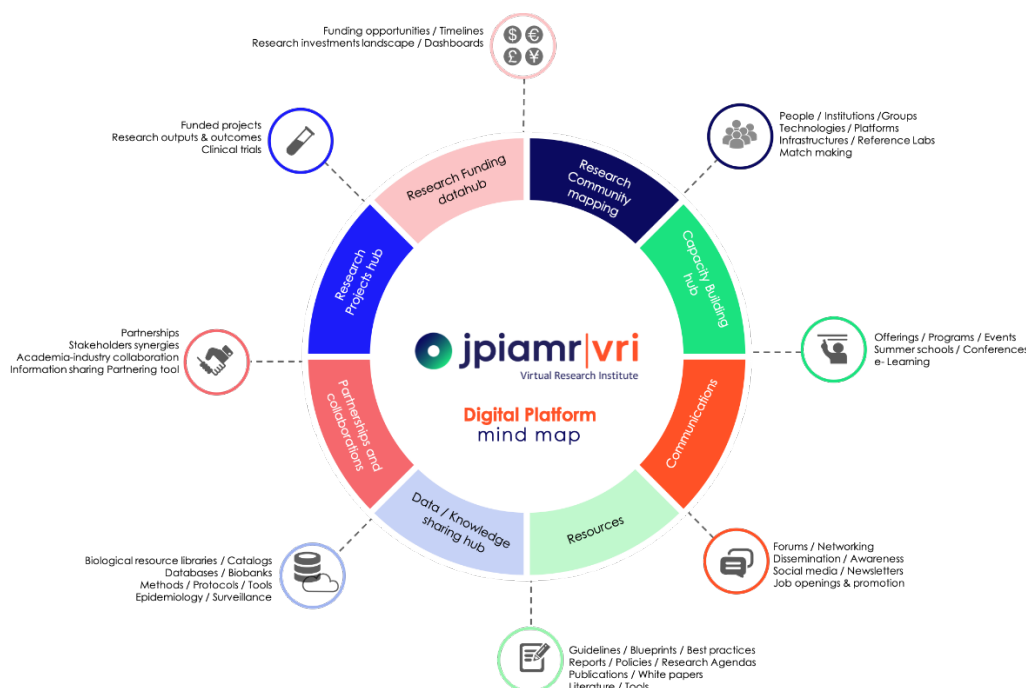 Funding opportunities / Timelines
Research investments landscape / Dashboards
$ €
£ ¥
People / Institutions /Groups
Technologies / Platforms
Infrastructures / Reference Labs
Match making
Funded projects
Research outputs & outcomes
Clinical trials
Research Funding
datahub
Research
Community
mapping
Capacity Building
hub
Research
Projects hub
Offerings / Programs / Events
Summer schools / Conferences
e- Learning
Partnerships
Stakeholders synergies
Academia-industry collaboration
Information sharing Partnering tool
jpiamr|vri
Virtual Research Institute
Digital Platform
mind map
Partnerships and
collaborations
Communications
Data / Knowledge
sharing hub
Resources
Forums / Networking
Dissemination / Awareness
Social media / Newsletters
Job openings & promotion
Biological resource libraries / Catalogs
Databases / Biobanks
Methods / Protocols / Tools
Epidemiology / Surveillance
Guidelines / Blueprints / Best practices
Reports / Policies / Research Agendas
Publications / White papers
Literature / Tools